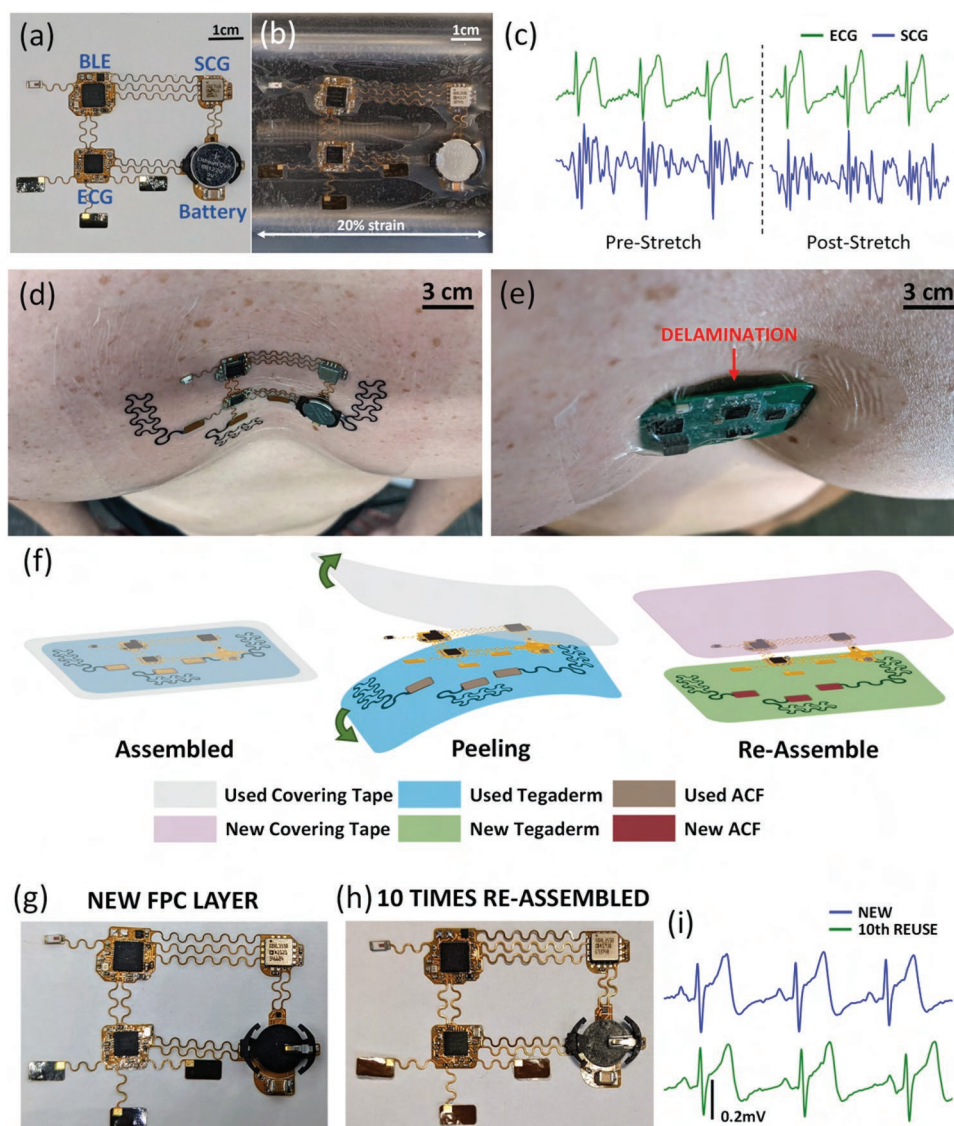 (a)
1cm
BLE
SCG
ECG
Battery
(b)
1cm
20% strain
(c)
ECG
SCG
Pre-Stretch
Post-Stretch
(d)
3 cm
(e)
3 cm
DELAMINATION
(f)
Assembled
Peeling
Re-Assemble
Used Covering Tape
Used Tegaderm
Used ACF
New Covering Tape
New Tegaderm
New ACF
(g)
NEW FPC LAYER
(h)
10 TIMES RE-ASSEMBLED
(i)
NEW
10th REUSE
0.2mV